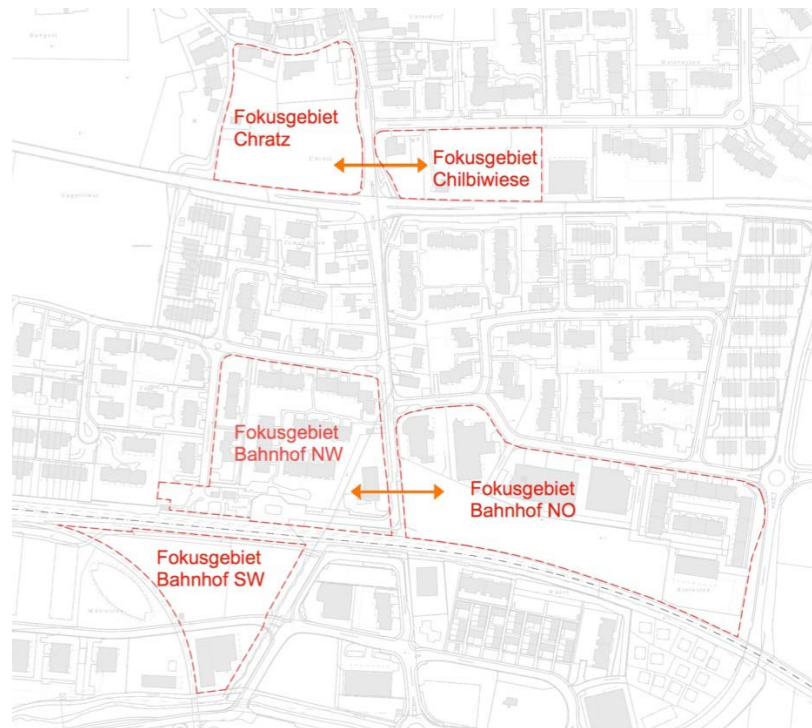 Fokusgebiet
Chratz
Fokusgebiet
Chilbiwiese
Fokusgebiet
Bahnhof NW
Fokusgebiet
Bahnhof NO
Fokusgebiet
Bahnhof SW